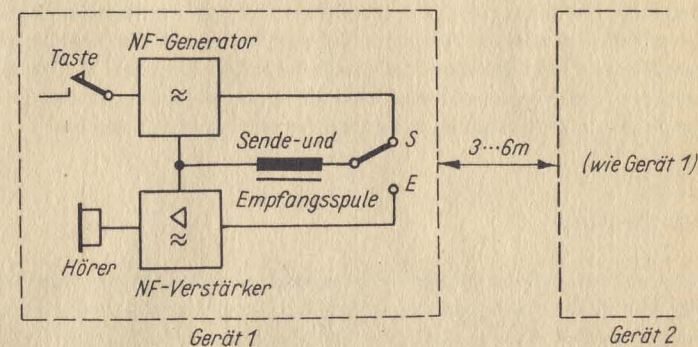 NF-Generator
Taste
≈
Sende-und
S
3···6m
(wie Gerät 1)
E
Empfangsspule
≈
Hörer
NF-Verstärker
Gerät 1
Gerät 2